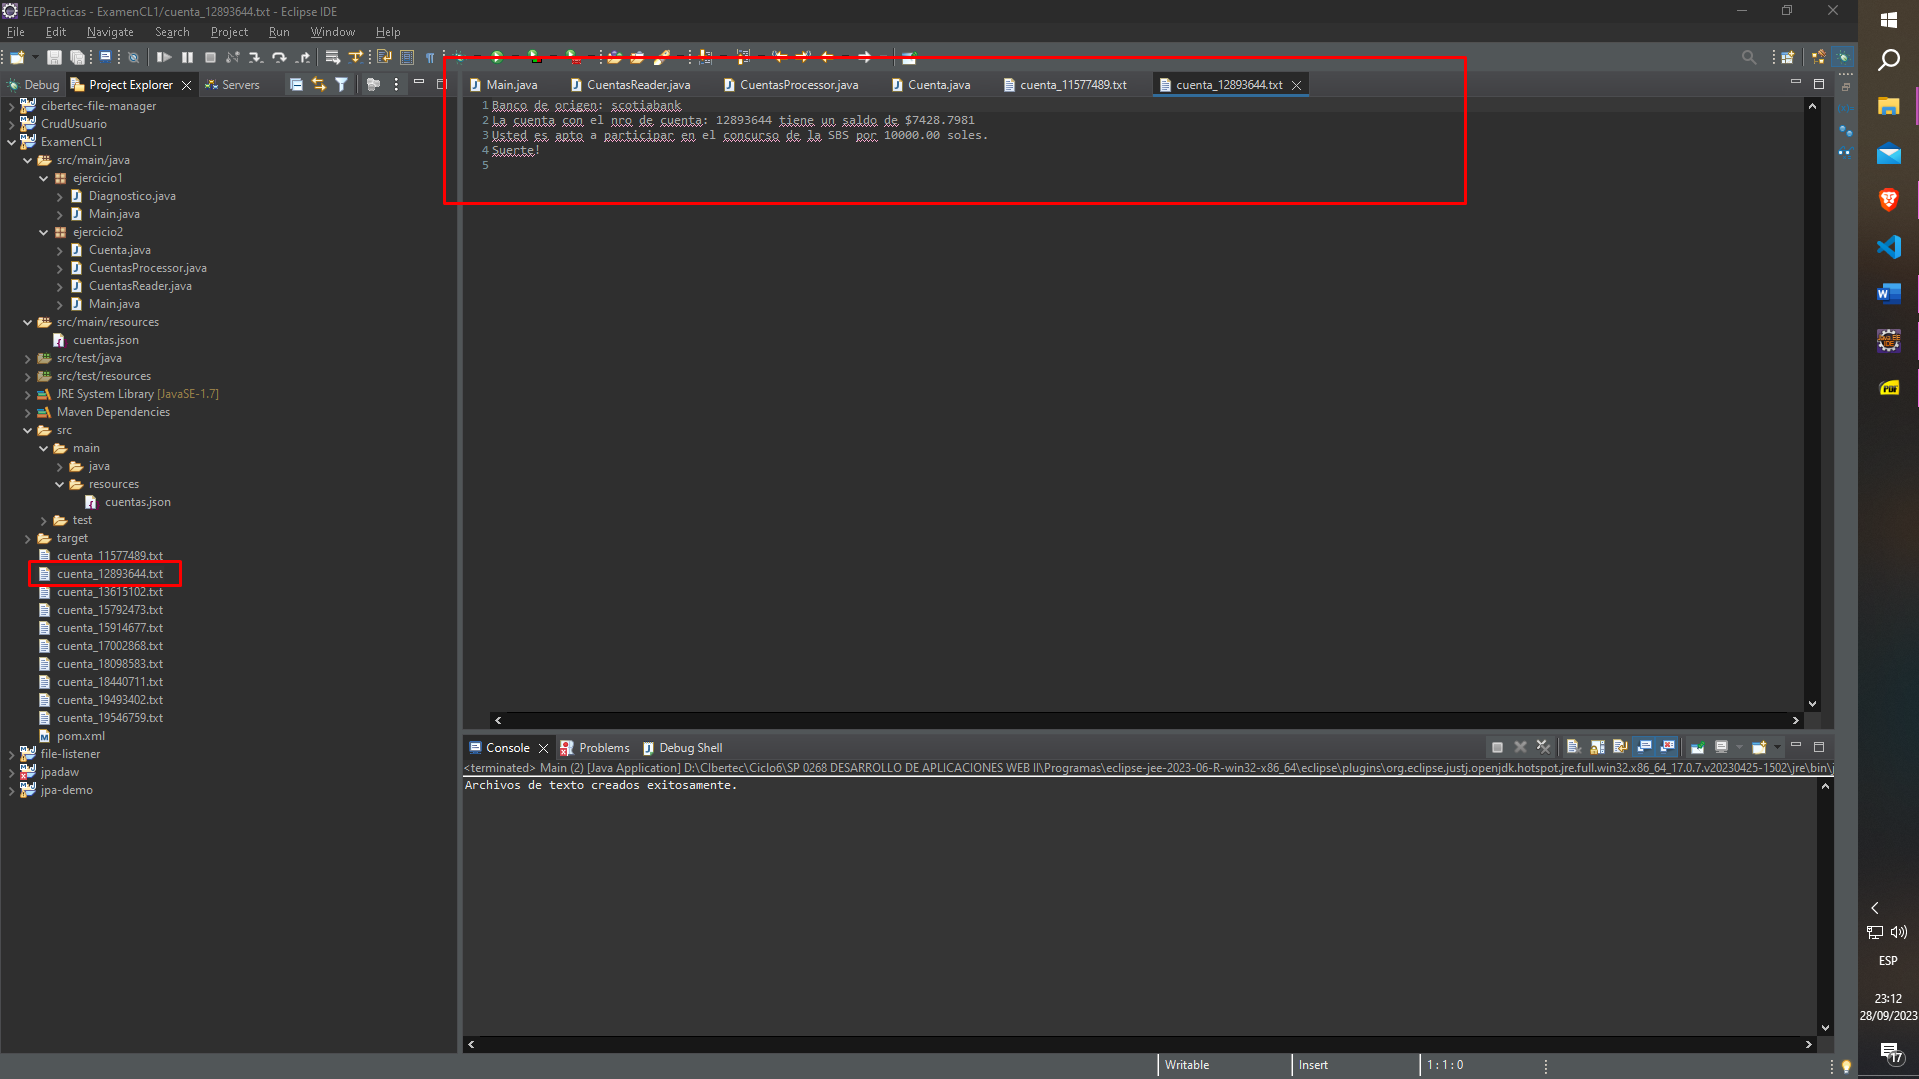 JEEPracticas - ExamenCL1/cuenta_12893644.txt - Eclipse IDE
File Edit Navigate Search Project Run Window Help
Debug Project Explorer Servers
cibertec-file-manager
CrudUsuario
ExamenCL1
src/main/java
ejercicio1
Diagnostico.java
Main.java
ejercicio2
Cuenta.java
CuentasProcessor.java
CuentasReader.java
Main.java
src/main/resources
cuentas.json
src/test/java
src/test/resources
JRE System Library [JavaSE-1.7]
Maven Dependencies
src
main
java
resources
cuentas.json
test
target
cuenta_11577489.txt
cuenta_12893644.txt
cuenta_13615102.txt
cuenta_15792473.txt
cuenta_15914677.txt
cuenta_17002868.txt
cuenta_18098583.txt
cuenta_18440711.txt
cuenta_19493402.txt
cuenta_19546759.txt
pom.xml
file-listener
jpadaw
jpa-demo
Main.java CuentasReader.java CuentasProcessor.java Cuenta.java cuenta_11577489.txt cuenta_12893644.txt
1 Banco de origen: scotiabank
2 La cuenta con el nro de cuenta: 12893644 tiene un saldo de $7428.7981
3 Usted es apto a participar en el concurso de la SBS por 10000.00 soles.
4 Suerte!
5
Console Problems Debug Shell
<terminated> Main (2) [Java Application] D:\CIbertec\Ciclo6\SP 0268 DESARROLLO DE APLICACIONES WEB II\Programas\eclipse-jee-2023-06-R-win32-x86_64\eclipse\plugins\org.eclipse.justj.openjdk.hotspot.jre.full.win32.x86_64_17.0.7.v20230425-1502\jre\bin\j
Archivos de texto creados exitosamente.
Writable Insert 1 : 1 : 0
PDF
ESP
23:12
28/09/2023
17